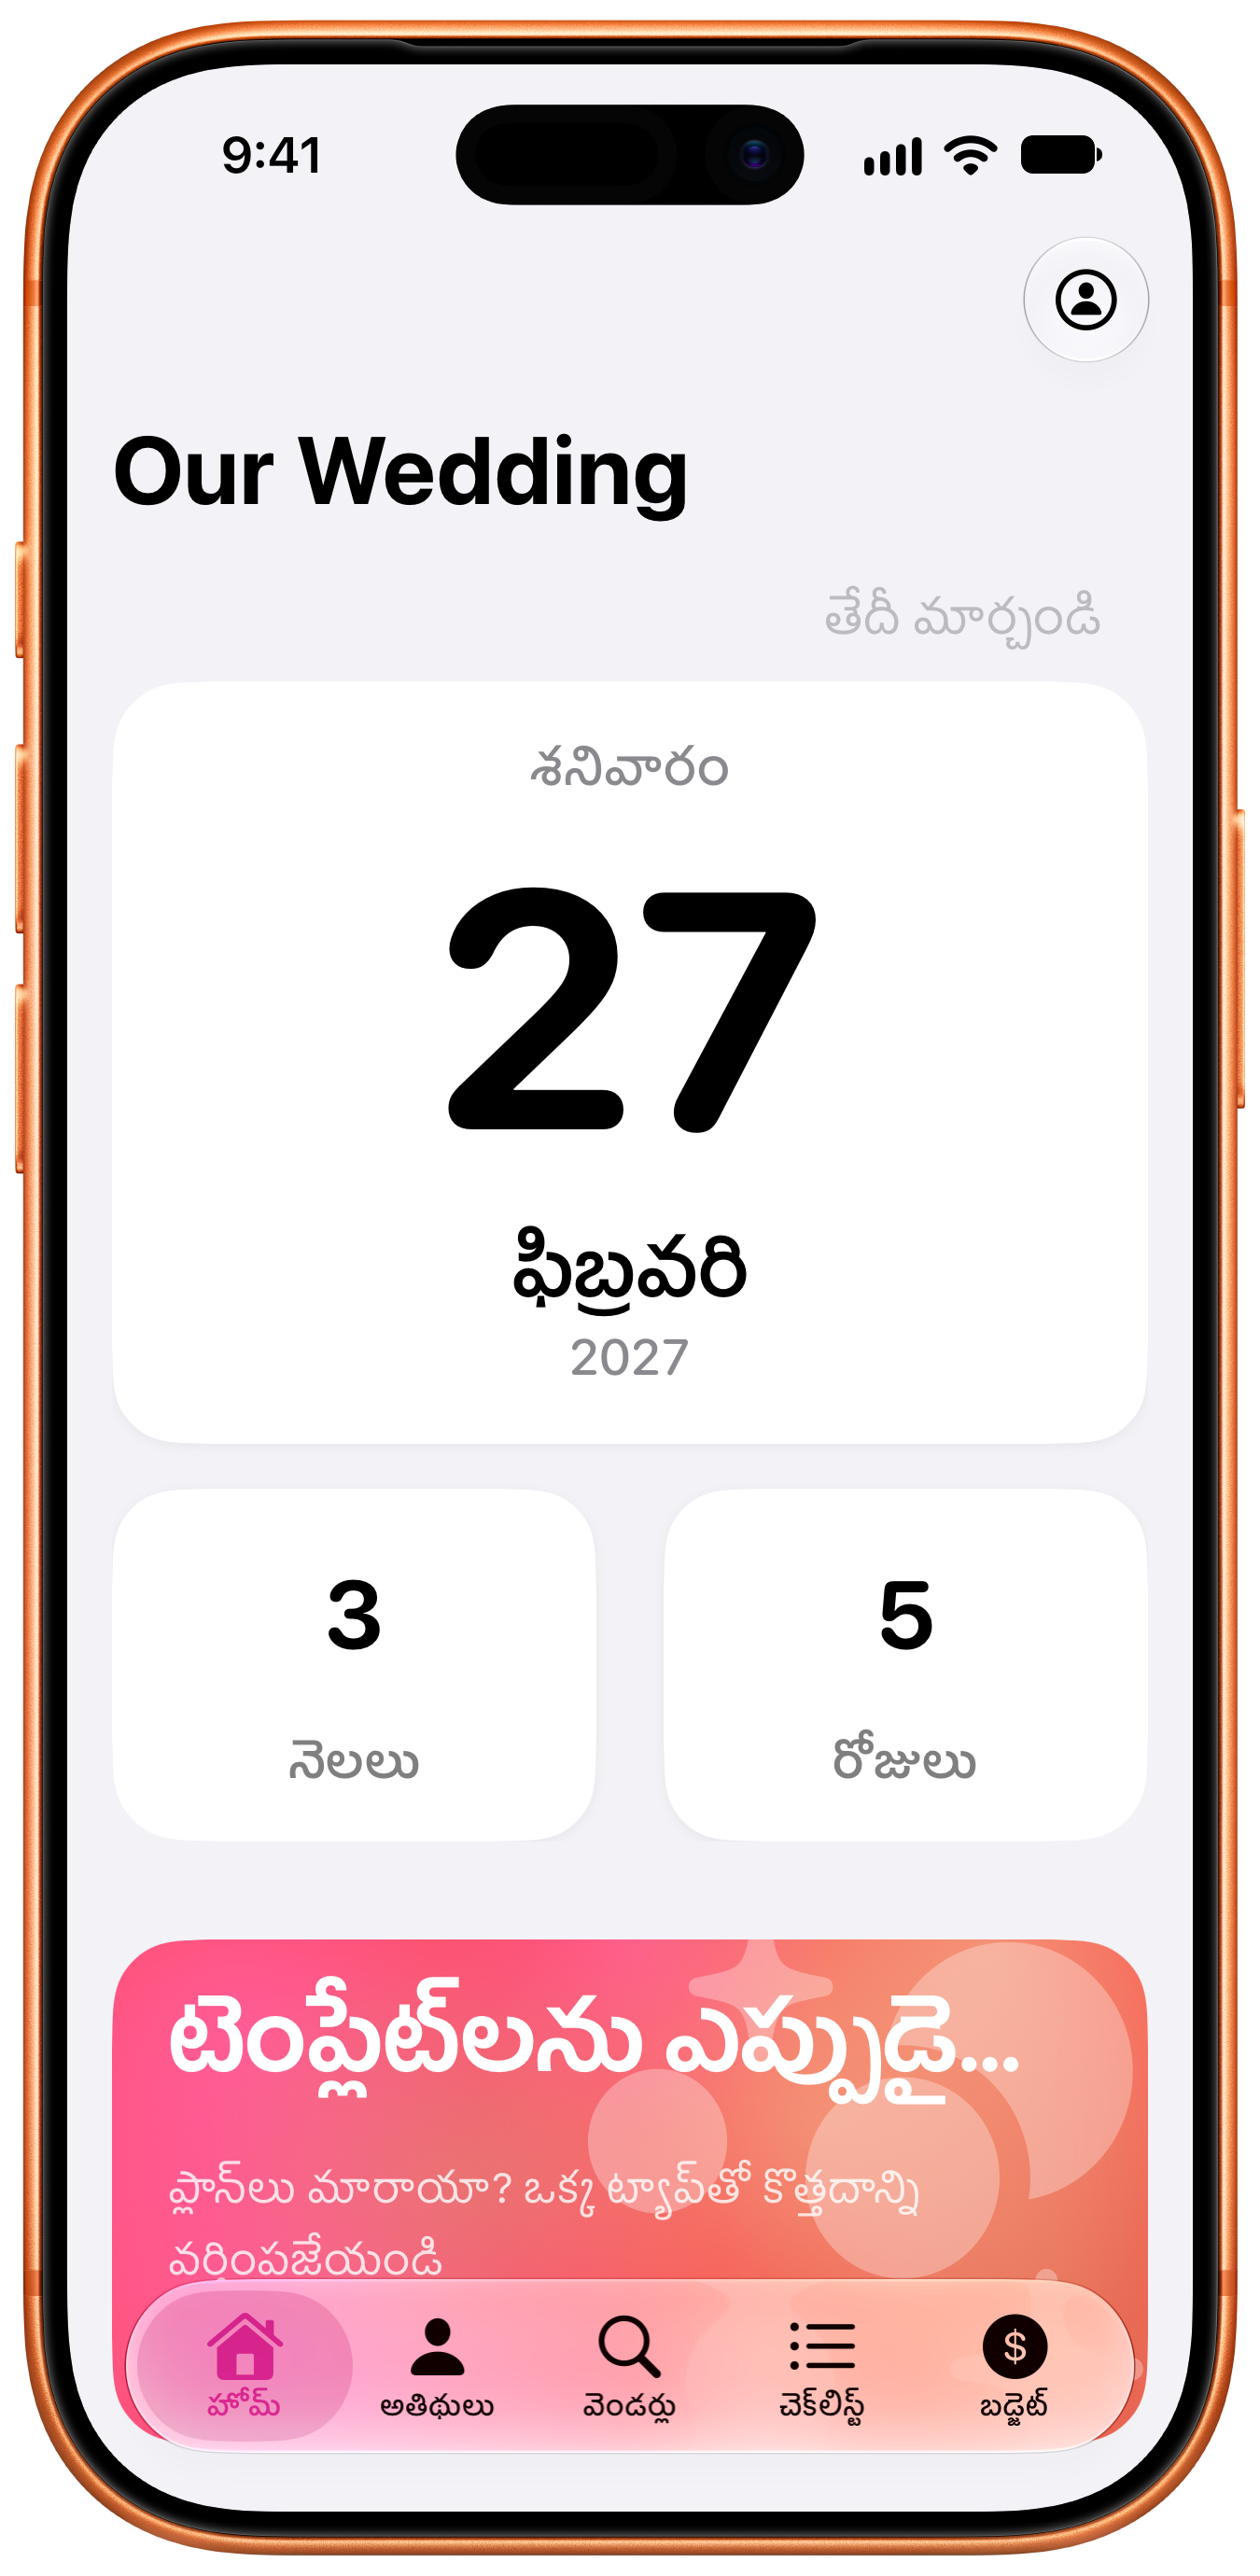 9:41
Our Wedding
తేదీ మార్చండి
శనివారం
27
ఫిబ్రవరి
2027
3
నెలలు
5
రోజులు
టెంప్లేట్‌లను ఎప్పుడై...
ప్లాన్‌లు మారాయా? ఒక్క ట్యాప్‌తో కొత్తదాన్ని
వర్తింపజేయండి
హోమ్
అతిథులు
వెండర్లు
చెక్‌లిస్ట్
బడ్జెట్